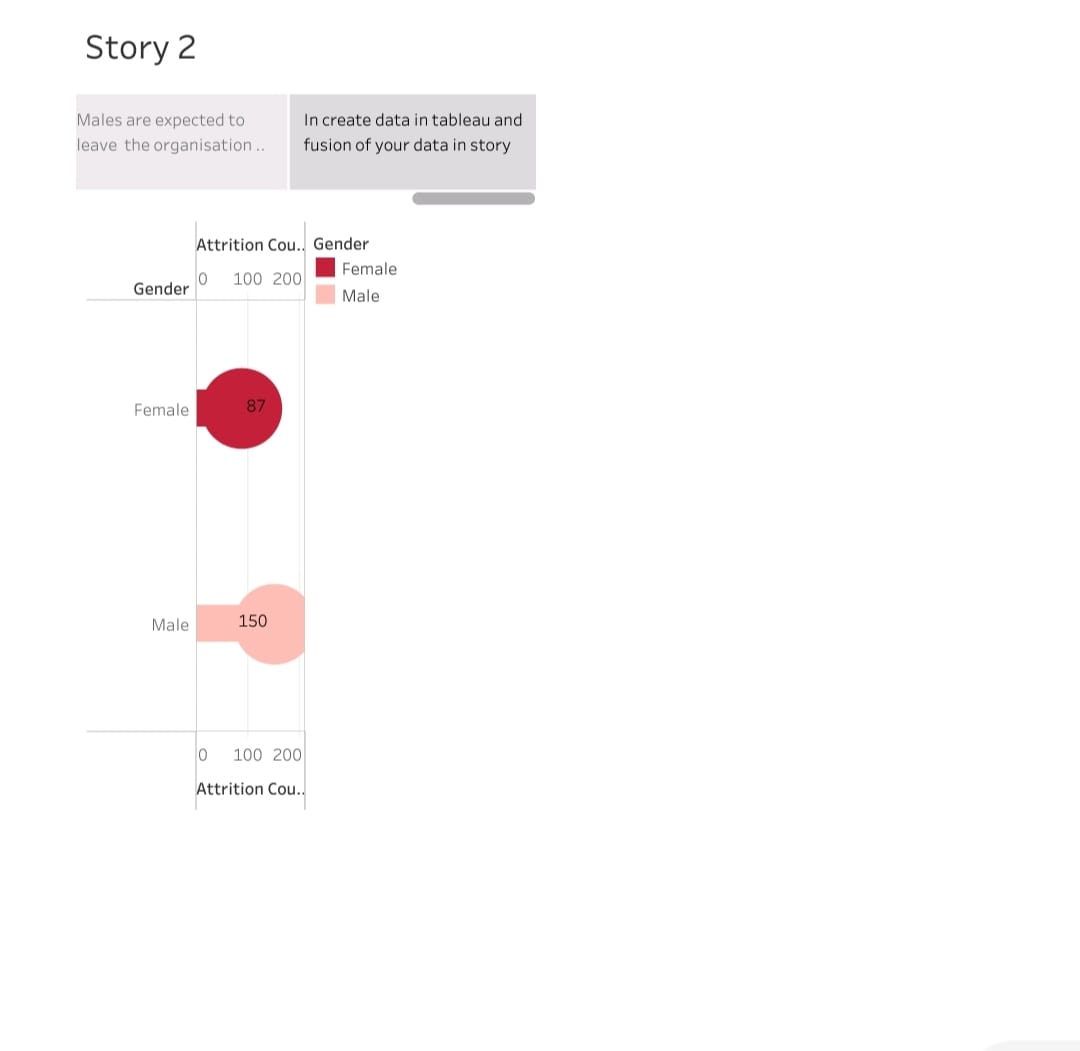 Story 2
Males are expected to
leave the organisation ..
In create data in tableau and
fusion of your data in story
Attrition Cou..
Gender
0 100 200
Gender
Female
Male
Female
87
Male
150
0 100 200
Attrition Cou..